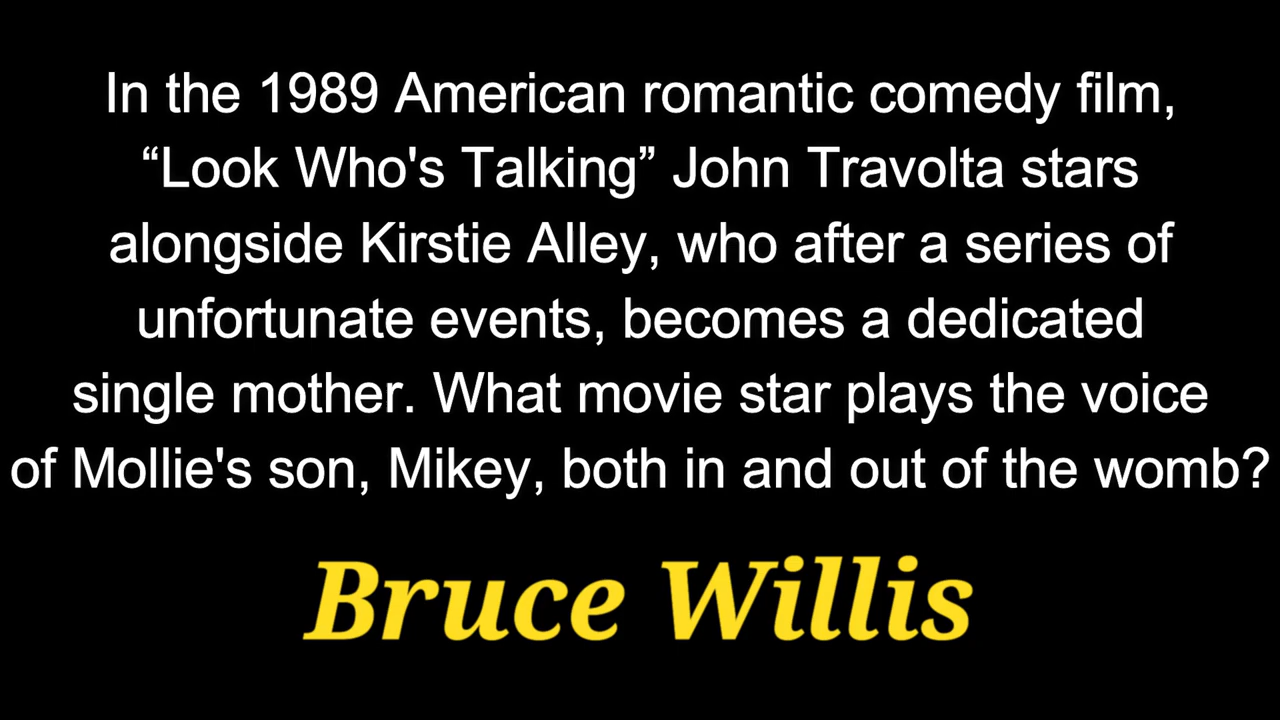 In the 1989 American romantic comedy film,
“Look Who's Talking” John Travolta stars
alongside Kirstie Alley, who after a series of
unfortunate events, becomes a dedicated
single mother. What movie star plays the voice
of Mollie's son, Mikey, both in and out of the womb?
Bruce Willis